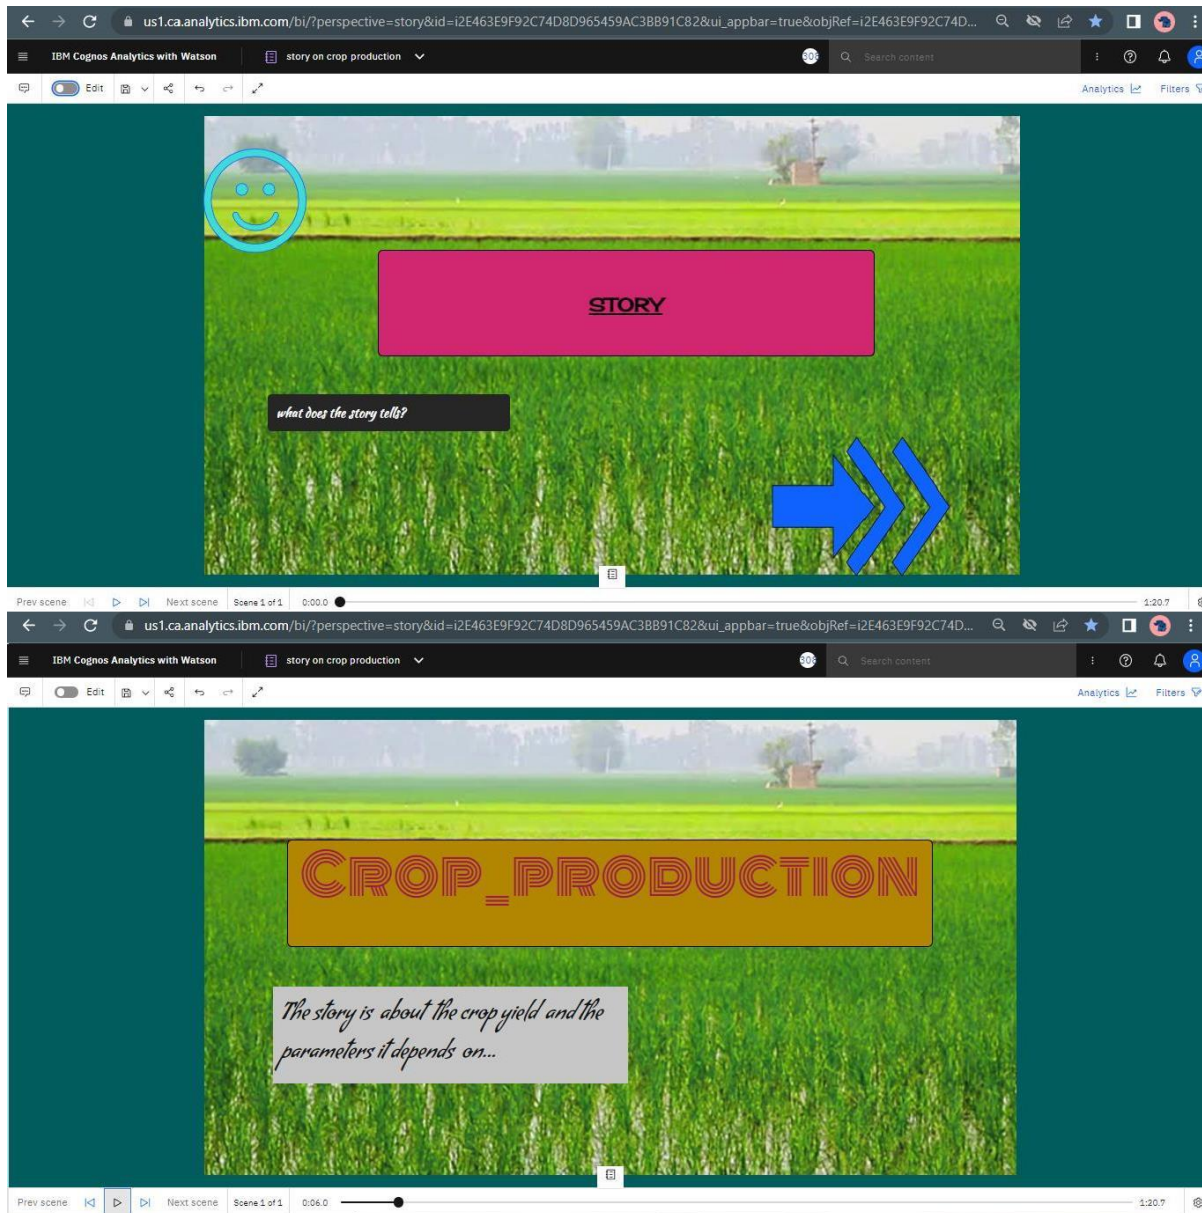 us1.ca.analytics.ibm.com/bi/?perspective=story&id=i2E463E9F92C74D8D965459AC3BB91C82&ui_appbar=true&objRef=i2E463E9F92C74D...
IBM Cognos Analytics with Watson story on crop production Search content
Edit Analytics Filters
STORY
what does the story tells?
Prev scene Next scene Scene 1 of 1 0:00.0 1:20.7
us1.ca.analytics.ibm.com/bi/?perspective=story&id=i2E463E9F92C74D8D965459AC3BB91C82&ui_appbar=true&objRef=i2E463E9F92C74D...
IBM Cognos Analytics with Watson story on crop production Search content
Edit Analytics Filters
CROP_PRODUCTION
The story is about the crop yield and the
parameters it depends on...
Prev scene Next scene Scene 1 of 1 0:06.0 1:20.7